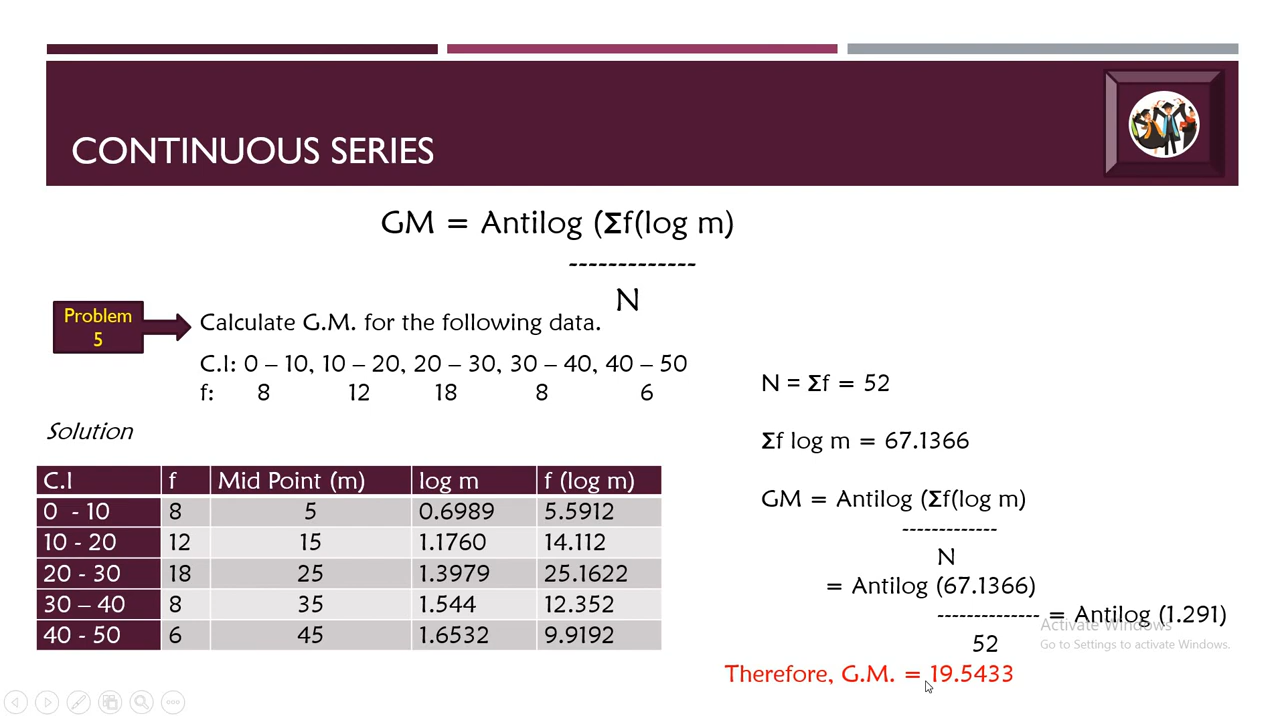 CONTINUOUS SERIES
GM = Antilog (Σf(log m)
-------------
N
Problem
5
Calculate G.M. for the following data.
C.I: 0 – 10, 10 – 20, 20 – 30, 30 – 40, 40 – 50
f: 8 12 18 8 6
Solution
C.I f Mid Point (m) log m f (log m)
0 - 10 8 5 0.6989 5.5912
10 - 20 12 15 1.1760 14.112
20 - 30 18 25 1.3979 25.1622
30 – 40 8 35 1.544 12.352
40 - 50 6 45 1.6532 9.9192
N = Σf = 52
Σf log m = 67.1366
GM = Antilog (Σf(log m)
-------------
N
= Antilog (67.1366)
-------------- = Antilog (1.291)
52
Therefore, G.M. = 19.5433
Activate Windows
Go to Settings to activate Windows.